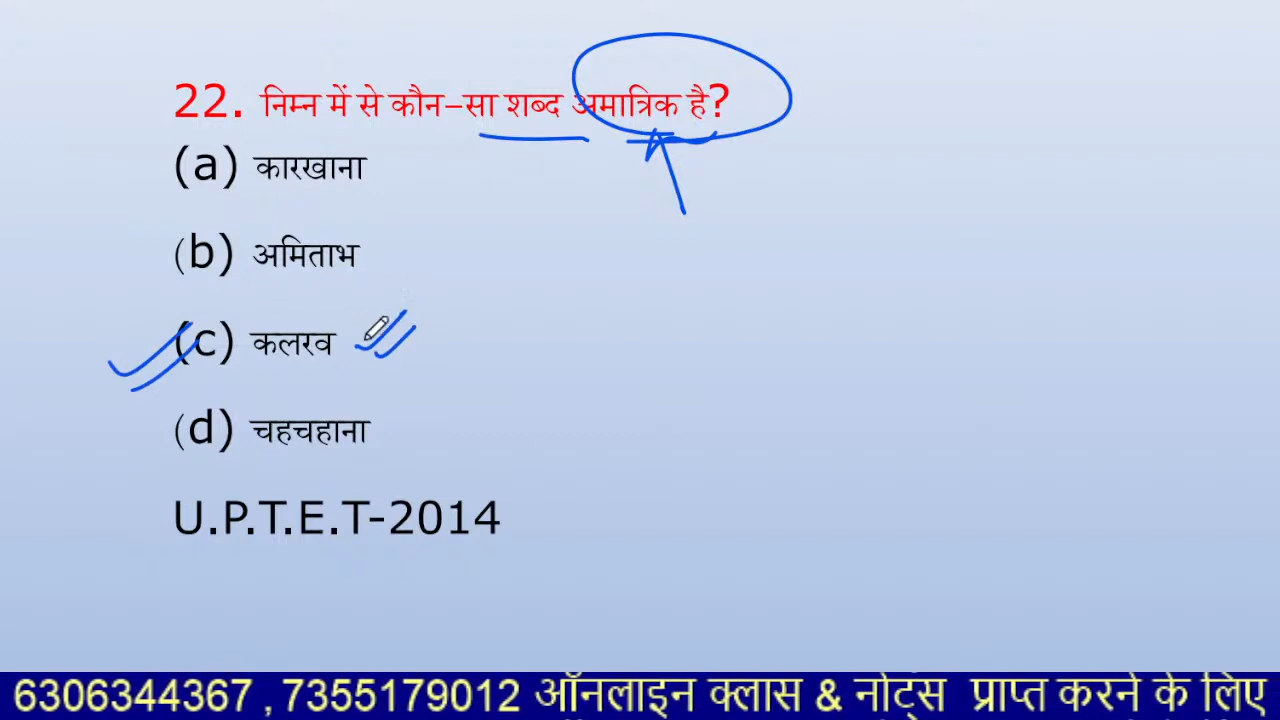 22. निम्न में से कौन-सा शब्द अमात्रिक है?
(a) कारखाना
(b) अमिताभ
(c) कलरव
(d) चहचहाना
U.P.T.E.T-2014
6306344367 ,7355179012 ऑनलाइन क्लास & नोट्स प्राप्त करने के लिए